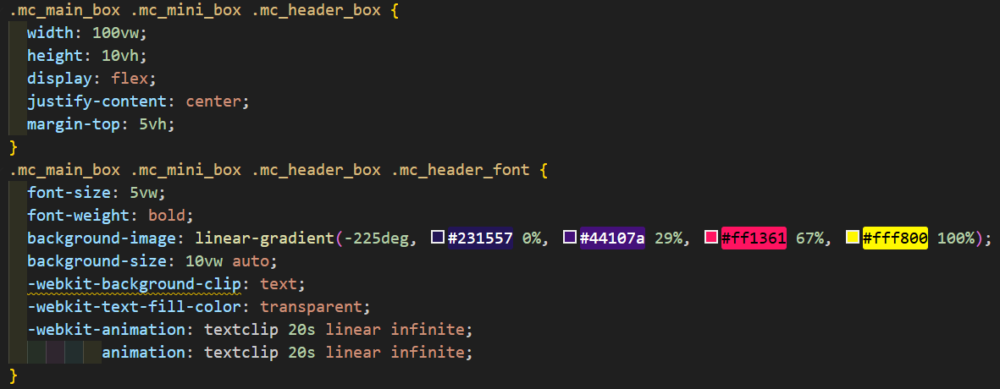 .mc_main_box .mc_mini_box .mc_header_box {
  width: 100vw;
  height: 10vh;
  display: flex;
  justify-content: center;
  margin-top: 5vh;
}
.mc_main_box .mc_mini_box .mc_header_box .mc_header_font {
  font-size: 5vw;
  font-weight: bold;
  background-image: linear-gradient(-225deg, #231557 0%, #44107a 29%, #ff1361 67%, #fff800 100%);
  background-size: 10vw auto;
  -webkit-background-clip: text;
  -webkit-text-fill-color: transparent;
  -webkit-animation: textclip 20s linear infinite;
          animation: textclip 20s linear infinite;
}